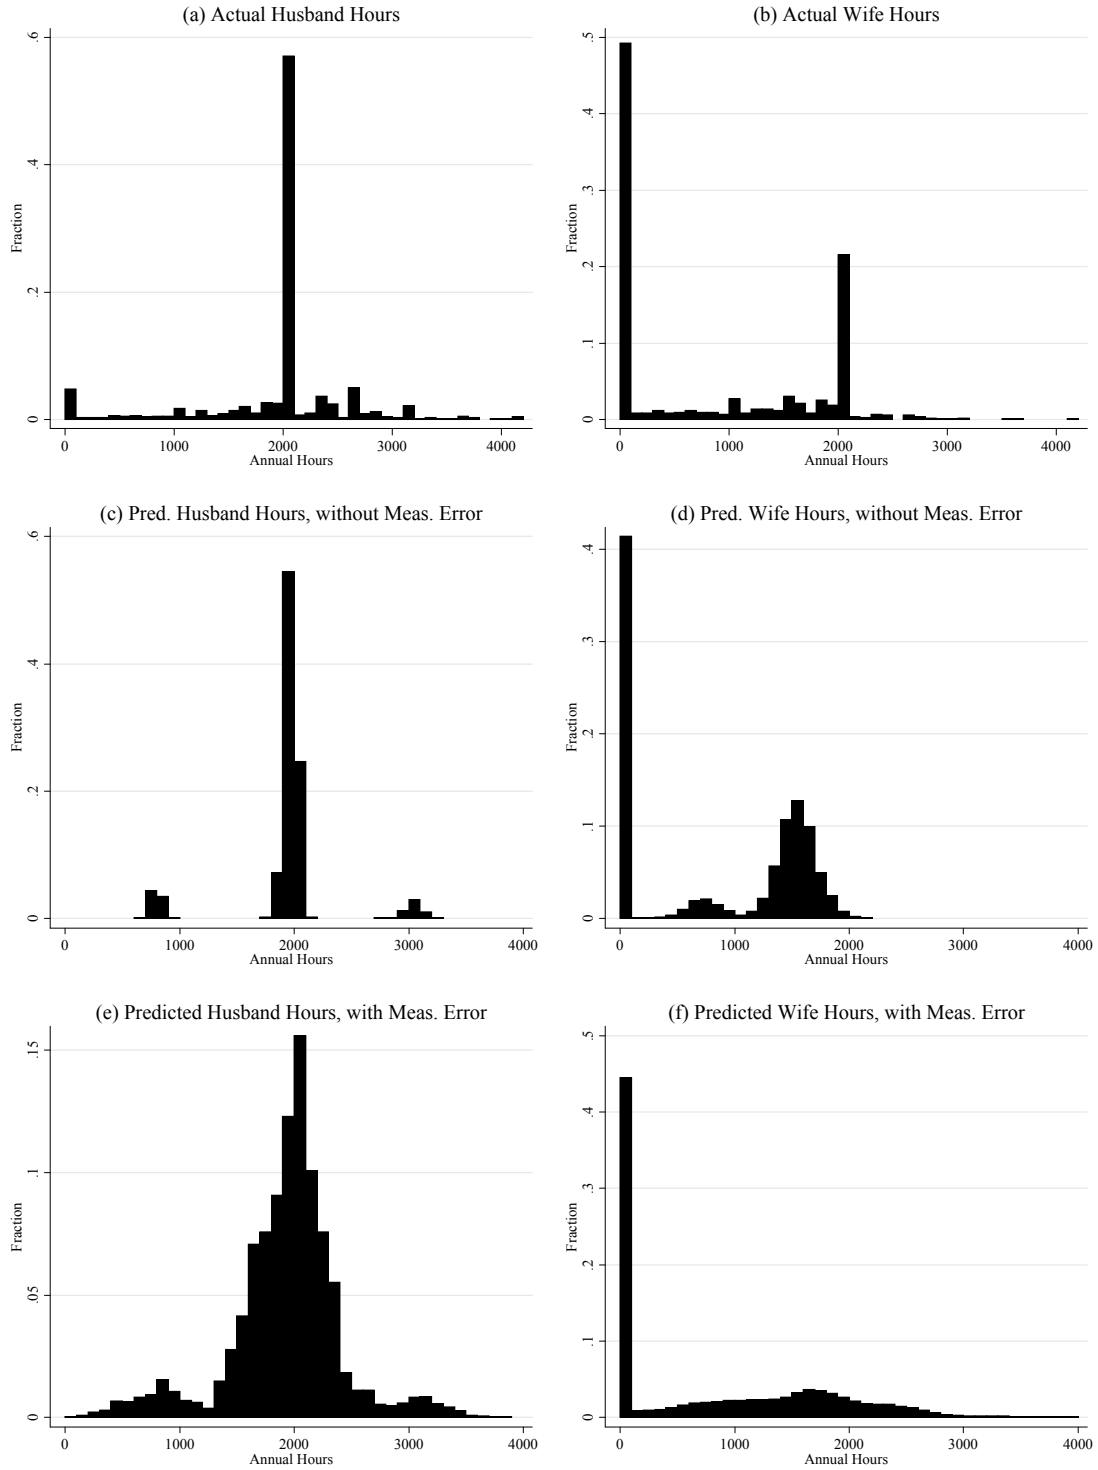 (a) Actual Husband Hours
.6
.4
.2
0
Fraction
0 1000 2000 3000 4000
Annual Hours
(b) Actual Wife Hours
.5
.4
.3
.2
.1
0
Fraction
0 1000 2000 3000 4000
Annual Hours
(c) Pred. Husband Hours, without Meas. Error
.6
.4
.2
0
Fraction
0 1000 2000 3000 4000
Annual Hours
(d) Pred. Wife Hours, without Meas. Error
.4
.3
.2
.1
0
Fraction
0 1000 2000 3000 4000
Annual Hours
(e) Predicted Husband Hours, with Meas. Error
.15
.1
.05
0
Fraction
0 1000 2000 3000 4000
Annual Hours
(f) Predicted Wife Hours, with Meas. Error
.5
.4
.3
.2
.1
0
Fraction
0 1000 2000 3000 4000
Annual Hours